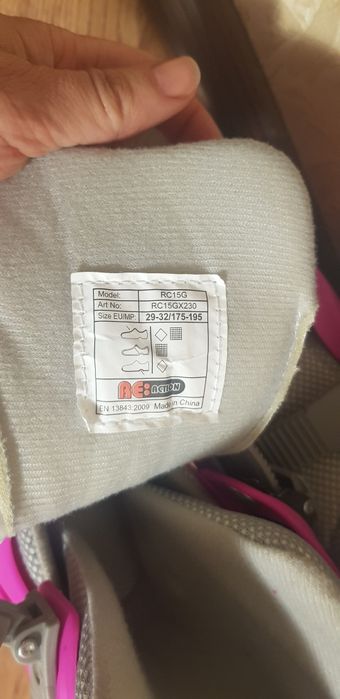 Model: RC15G
Art No: RC15GX230
Size EU/MP: 29-32/175-195
RE:ACTION
EN 13843:2009 Made in China